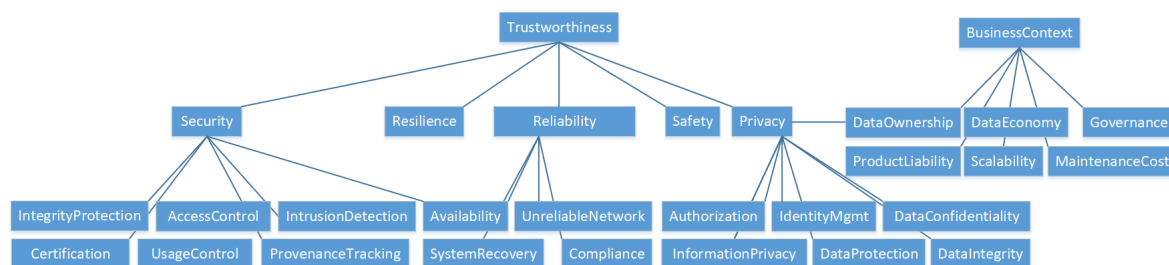 Trustworthiness
BusinessContext
Security
Resilience
Reliability
Safety
Privacy
DataOwnership
DataEconomy
Governance
ProductLiability
Scalability
MaintenanceCost
IntegrityProtection
AccessControl
IntrusionDetection
Availability
UnreliableNetwork
Authorization
IdentityMgmt
DataConfidentiality
Certification
UsageControl
ProvenanceTracking
SystemRecovery
Compliance
InformationPrivacy
DataProtection
DataIntegrity